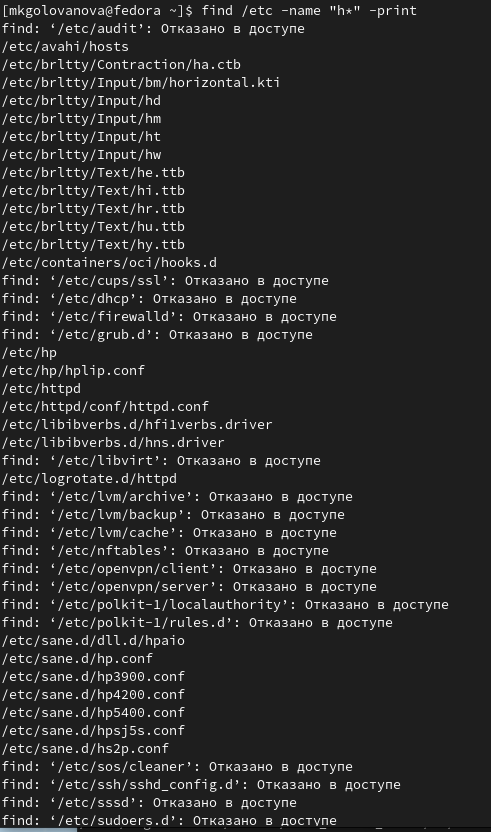 [mkgolovanova@fedora ~]$ find /etc -name "h*" -print
find: ‘/etc/audit’: Отказано в доступе
/etc/avahi/hosts
/etc/brltty/Contraction/ha.ctb
/etc/brltty/Input/bm/horizontal.kti
/etc/brltty/Input/hd
/etc/brltty/Input/hm
/etc/brltty/Input/ht
/etc/brltty/Input/hw
/etc/brltty/Text/he.ttb
/etc/brltty/Text/hi.ttb
/etc/brltty/Text/hr.ttb
/etc/brltty/Text/hu.ttb
/etc/brltty/Text/hy.ttb
/etc/containers/oci/hooks.d
find: ‘/etc/cups/ssl’: Отказано в доступе
find: ‘/etc/dhcp’: Отказано в доступе
find: ‘/etc/firewalld’: Отказано в доступе
find: ‘/etc/grub.d’: Отказано в доступе
/etc/hp
/etc/hp/hplip.conf
/etc/httpd
/etc/httpd/conf/httpd.conf
/etc/libibverbs.d/hfi1verbs.driver
/etc/libibverbs.d/hns.driver
find: ‘/etc/libvirt’: Отказано в доступе
/etc/logrotate.d/httpd
find: ‘/etc/lvm/archive’: Отказано в доступе
find: ‘/etc/lvm/backup’: Отказано в доступе
find: ‘/etc/lvm/cache’: Отказано в доступе
find: ‘/etc/nftables’: Отказано в доступе
find: ‘/etc/openvpn/client’: Отказано в доступе
find: ‘/etc/openvpn/server’: Отказано в доступе
find: ‘/etc/polkit-1/localauthority’: Отказано в доступе
find: ‘/etc/polkit-1/rules.d’: Отказано в доступе
/etc/sane.d/dll.d/hpaio
/etc/sane.d/hp.conf
/etc/sane.d/hp3900.conf
/etc/sane.d/hp4200.conf
/etc/sane.d/hp5400.conf
/etc/sane.d/hpsj5s.conf
/etc/sane.d/hs2p.conf
find: ‘/etc/sos/cleaner’: Отказано в доступе
find: ‘/etc/ssh/sshd_config.d’: Отказано в доступе
find: ‘/etc/sssd’: Отказано в доступе
find: ‘/etc/sudoers.d’: Отказано в доступе